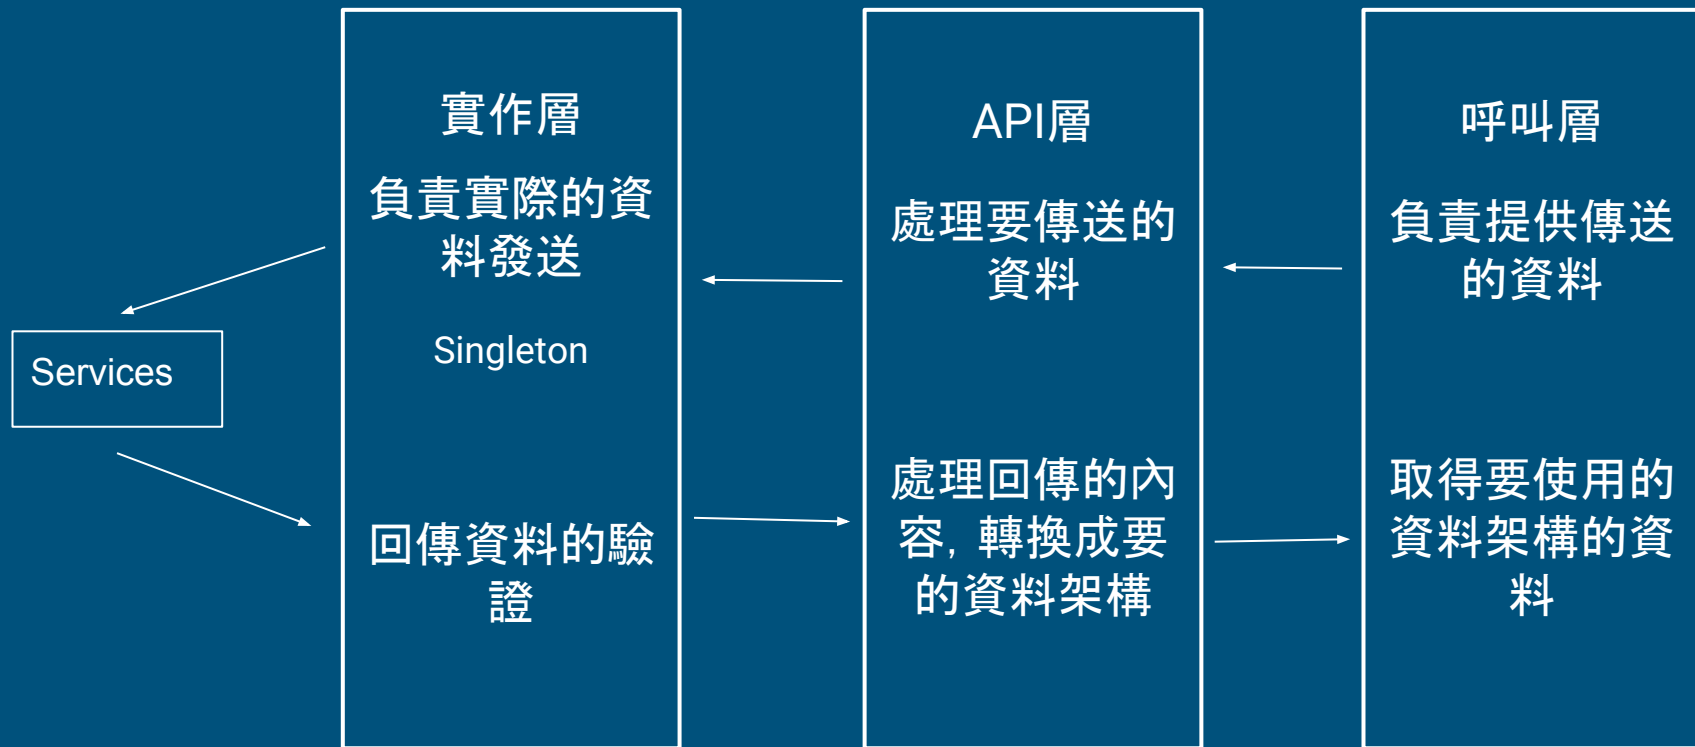 Services
實作層
負責實際的資
料發送
Singleton
回傳資料的驗
證
API層
處理要傳送的
資料
處理回傳的內
容, 轉換成要
的資料架構
呼叫層
負責提供傳送
的資料
取得要使用的
資料架構的資
料